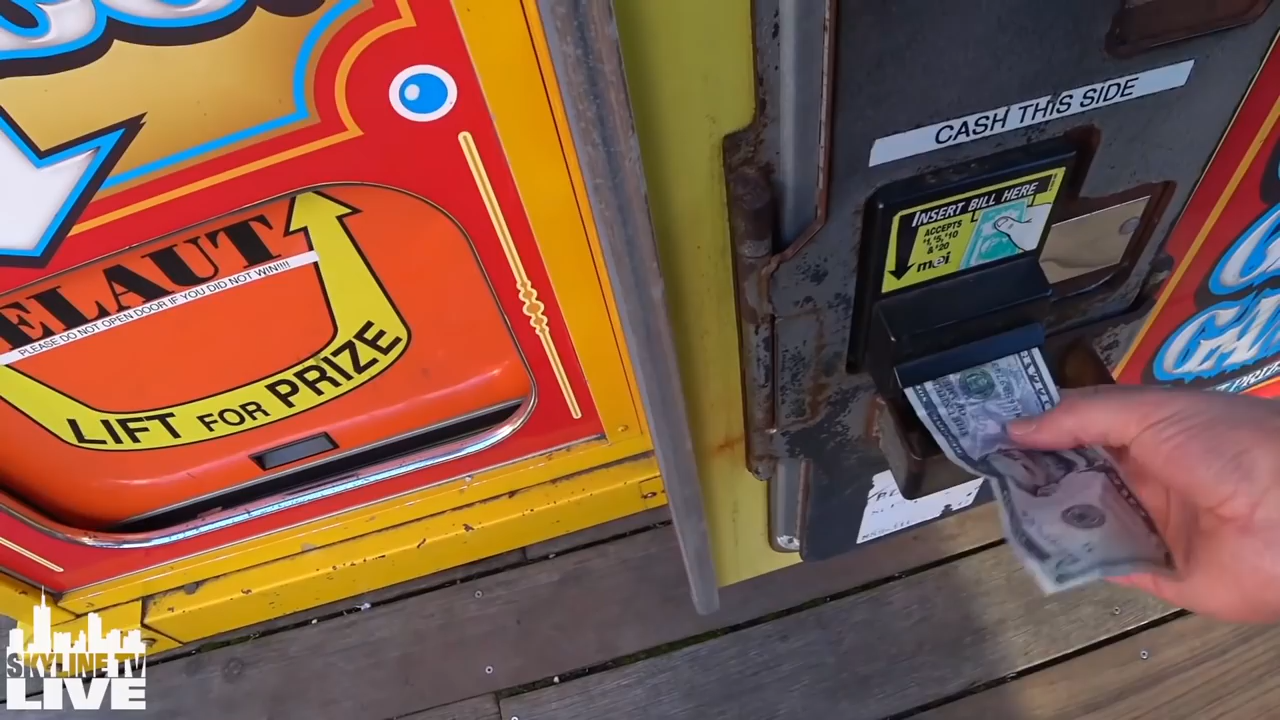 ELAUT
PLEASE DO NOT OPEN DOOR IF YOU DID NOT WIN!!!!
LIFT FOR PRIZE
CASH THIS SIDE
INSERT BILL HERE
ACCEPTS
$1, $5, $10
& $20
mei
SKYLINE TV
LIVE